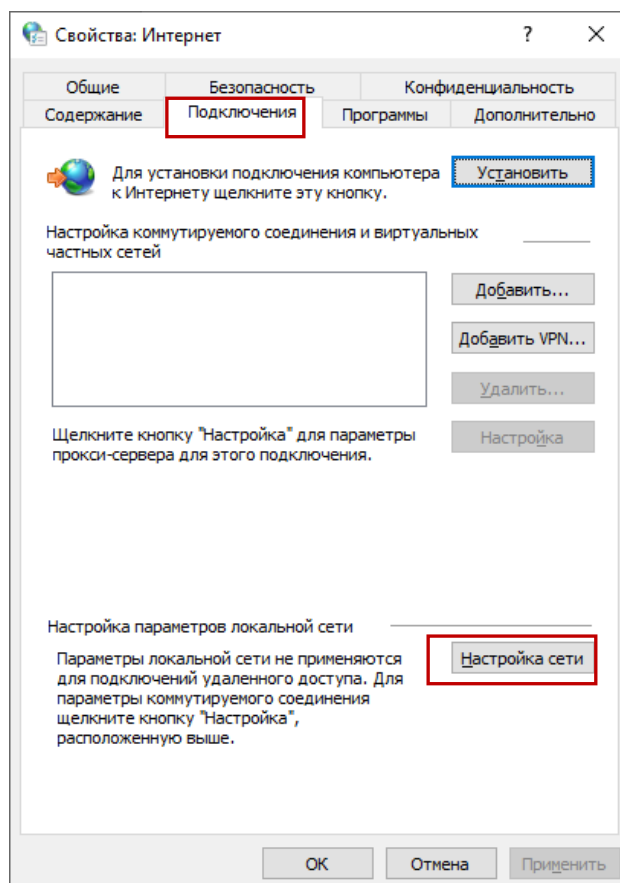 Свойства: Интернет
?
Общие
Безопасность
Конфиденциальность
Содержание
Подключения
Программы
Дополнительно
Для установки подключения компьютера
к Интернету щелкните эту кнопку.
Установить
Настройка коммутируемого соединения и виртуальных
частных сетей
Добавить...
Добавить VPN...
Удалить...
Щелкните кнопку "Настройка" для параметры
прокси-сервера для этого подключения.
Настройка
Настройка параметров локальной сети
Параметры локальной сети не применяются
для подключений удаленного доступа. Для
параметры коммутируемого соединения
щелкните кнопку "Настройка",
расположенную выше.
Настройка сети
ОК
Отмена
Применить